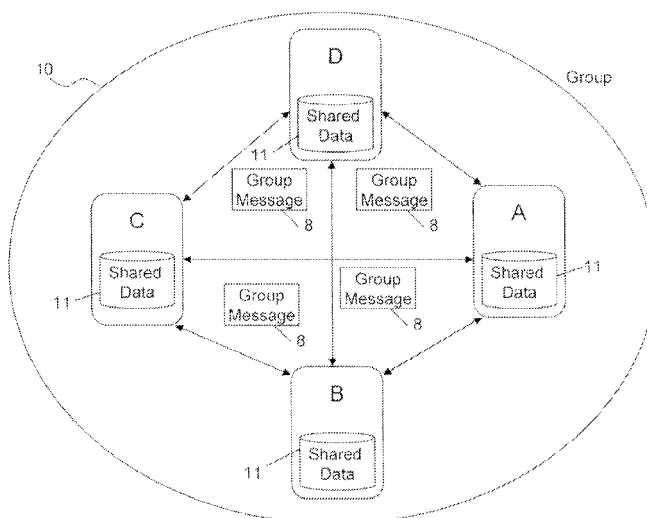 D
10
Group
Shared
Data
11
Group
Message
8
Group
Message
8
C
A
Shared
Data
11
Shared
Data
11
Group
Message
8
Group
Message
8
B
Shared
Data
11